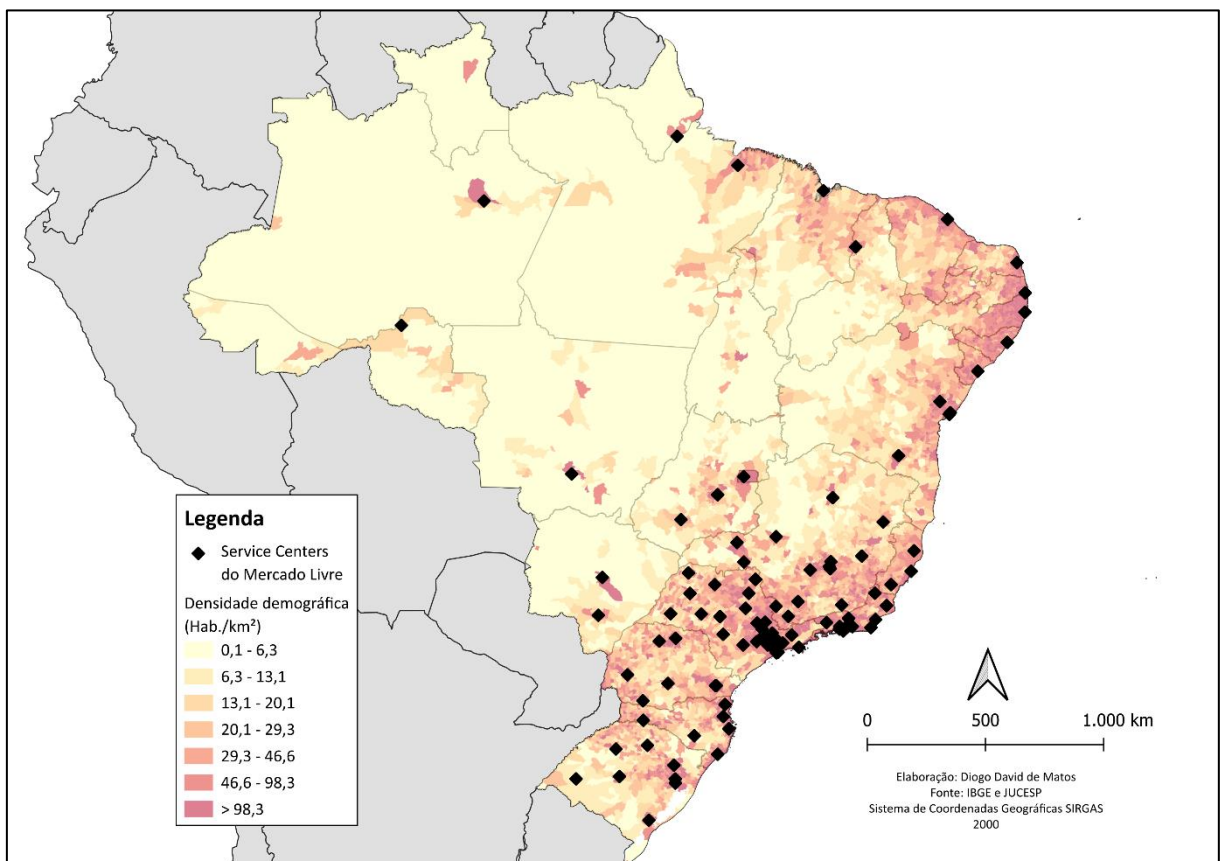 Legenda
Service Centers
do Mercado Livre
Densidade demográfica
(Hab./km²)
0,1 - 6,3
6,3 - 13,1
13,1 - 20,1
20,1 - 29,3
29,3 - 46,6
46,6 - 98,3
> 98,3
0 500 1.000 km
Elaboração: Diogo David de Matos
Fonte: IBGE e JUCESP
Sistema de Coordenadas Geográficas SIRGAS
2000